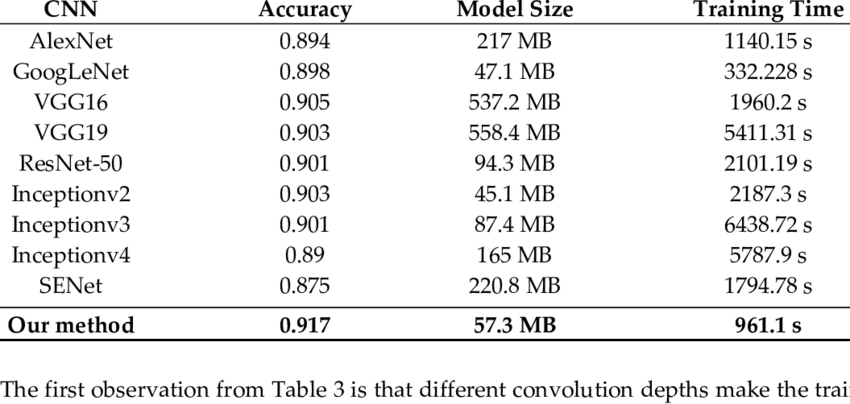 CNN Accuracy Model Size Training Time
AlexNet 0.894 217 MB 1140.15 s
GoogLeNet 0.898 47.1 MB 332.228 s
VGG16 0.905 537.2 MB 1960.2 s
VGG19 0.903 558.4 MB 5411.31 s
ResNet-50 0.901 94.3 MB 2101.19 s
Inceptionv2 0.903 45.1 MB 2187.3 s
Inceptionv3 0.901 87.4 MB 6438.72 s
Inceptionv4 0.89 165 MB 5787.9 s
SENet 0.875 220.8 MB 1794.78 s
Our method 0.917 57.3 MB 961.1 s
The first observation from Table 3 is that different convolution depths make the trai